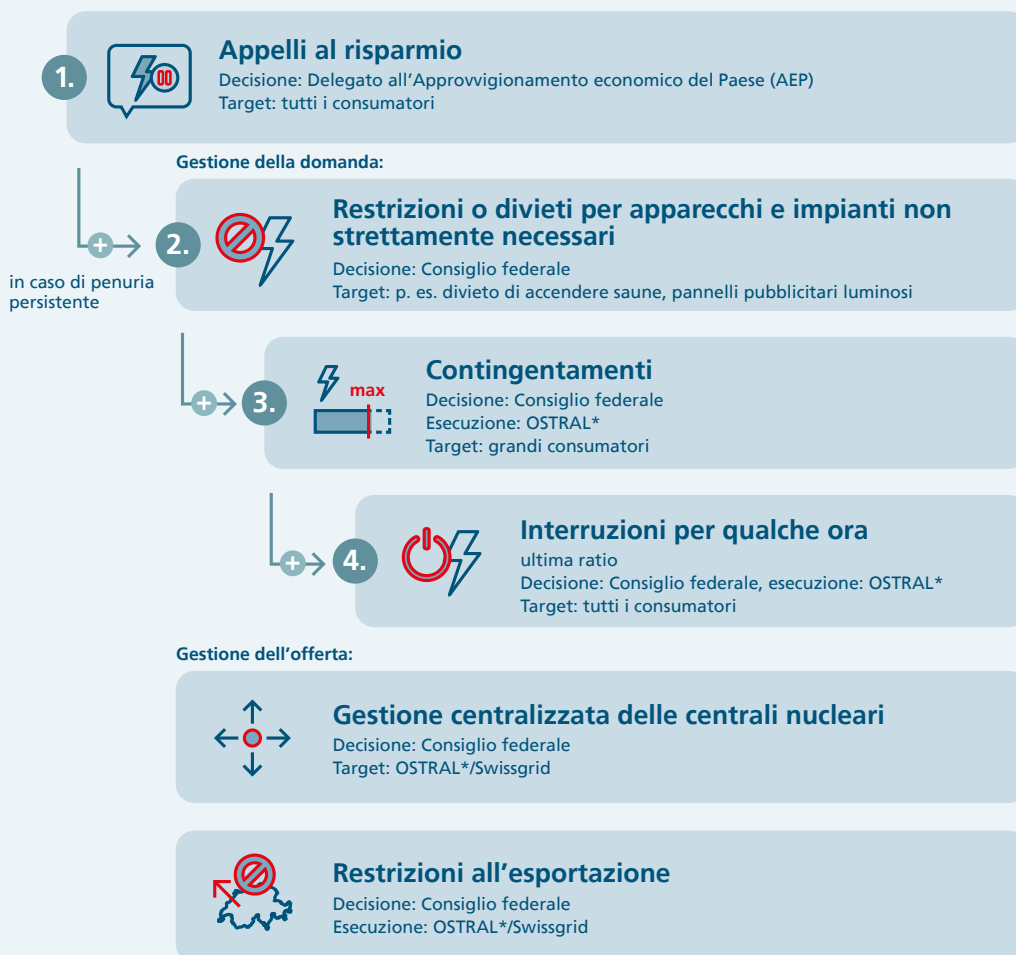 1.
Appelli al risparmio
Decisione: Delegato all'Approvvigionamento economico del Paese (AEP)
Target: tutti i consumatori
Gestione della domanda:
in caso di penuria
persistente
2.
Restrizioni o divieti per apparecchi e impianti non
strettamente necessari
Decisione: Consiglio federale
Target: p. es. divieto di accendere saune, pannelli pubblicitari luminosi
3.
max
Contingentamenti
Decisione: Consiglio federale
Esecuzione: OSTRAL*
Target: grandi consumatori
4.
Interruzioni per qualche ora
ultima ratio
Decisione: Consiglio federale, esecuzione: OSTRAL*
Target: tutti i consumatori
Gestione dell'offerta:
Gestione centralizzata delle centrali nucleari
Decisione: Consiglio federale
Target: OSTRAL*/Swissgrid
Restrizioni all'esportazione
Decisione: Consiglio federale
Esecuzione: OSTRAL*/Swissgrid